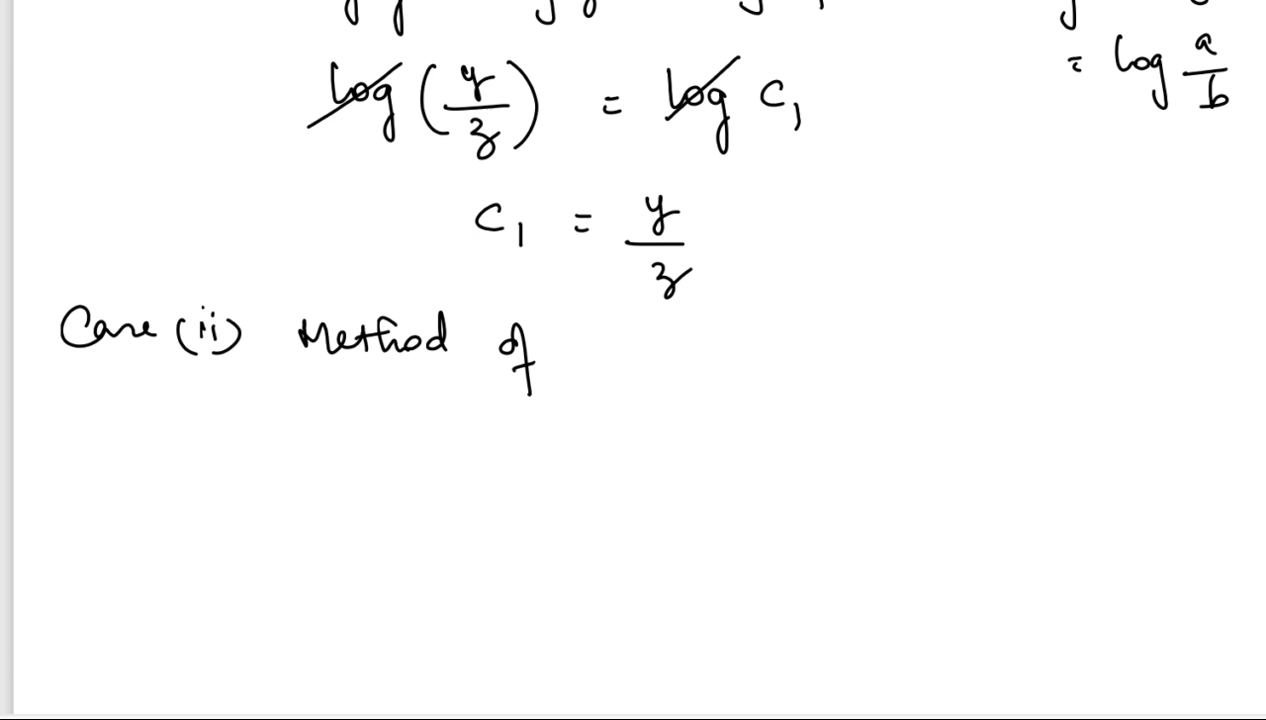 log (y/z) = log c₁
= log a/b
c₁ = y/z
Case (ii) Method of